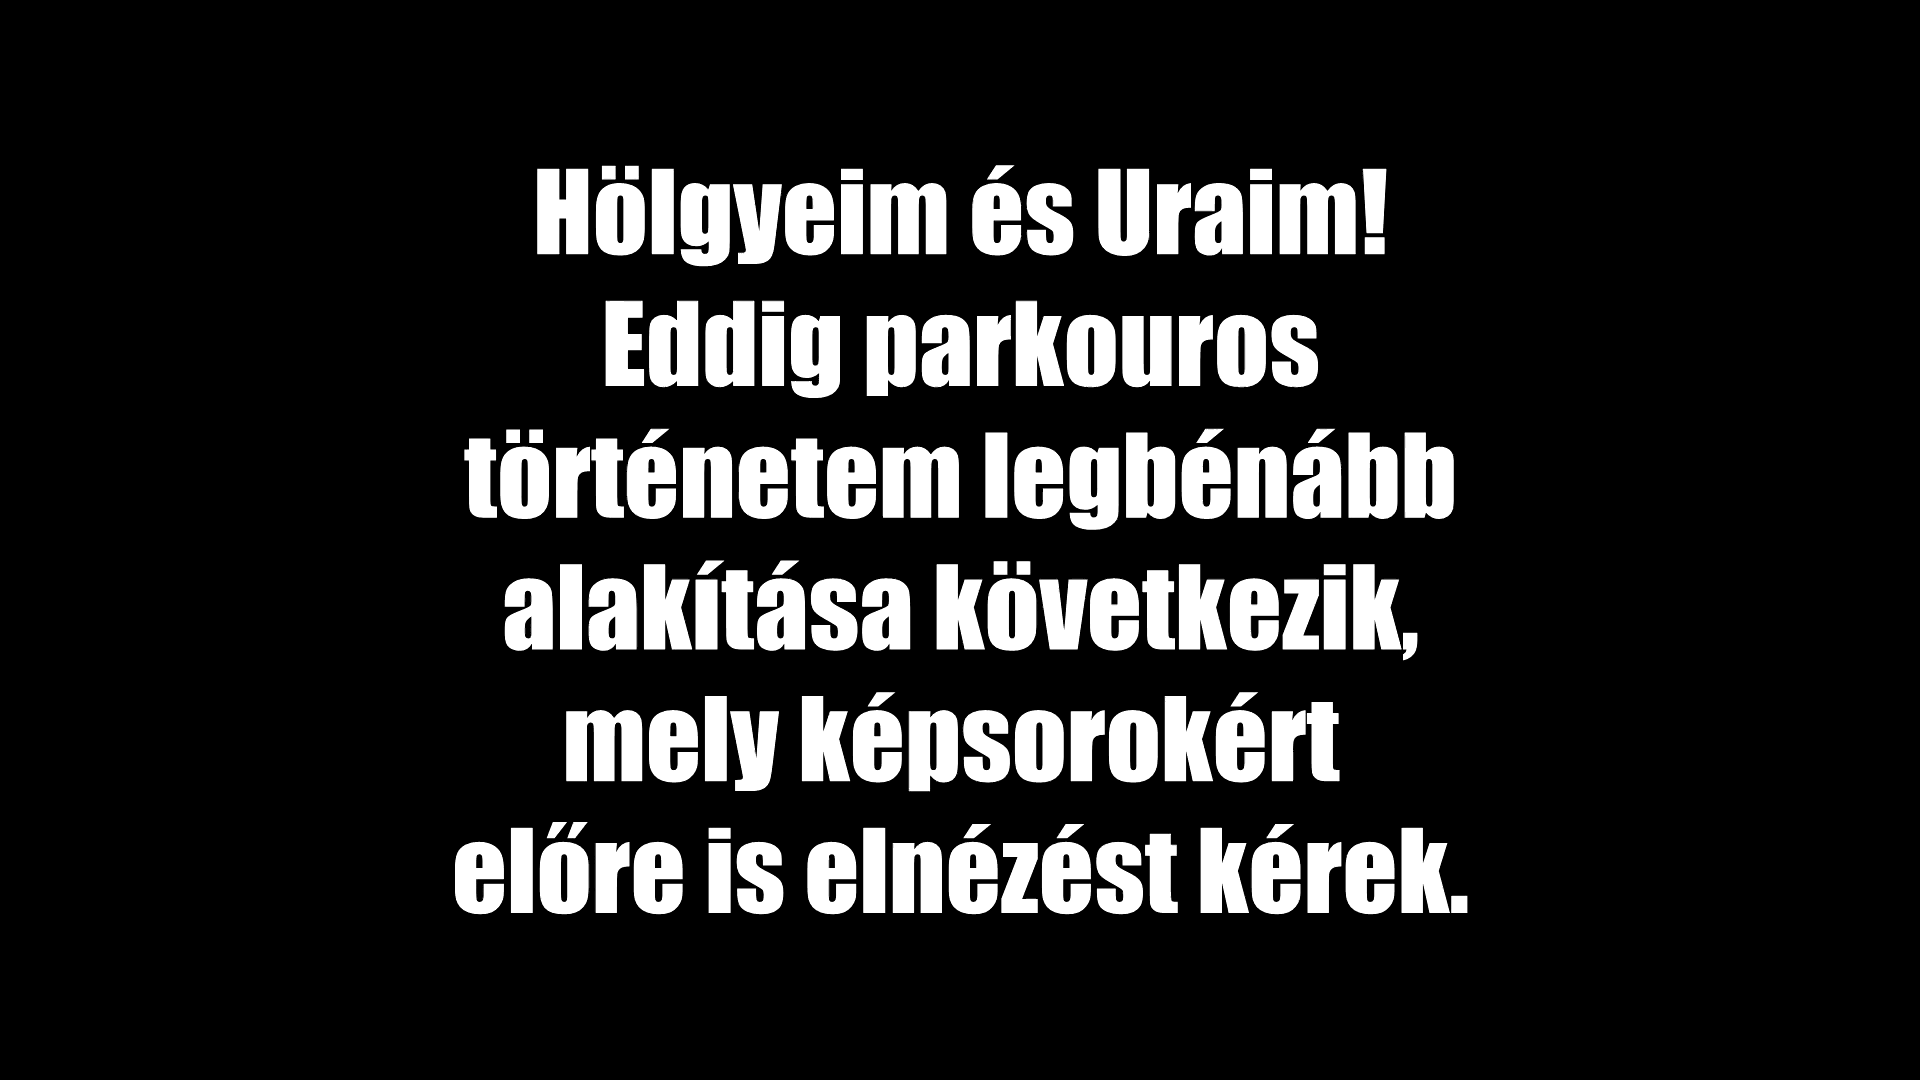 Hölgyeim és Uraim!
Eddig parkouros
történetem legbénább
alakítása következik,
mely képsorokért
előre is elnézést kérek.